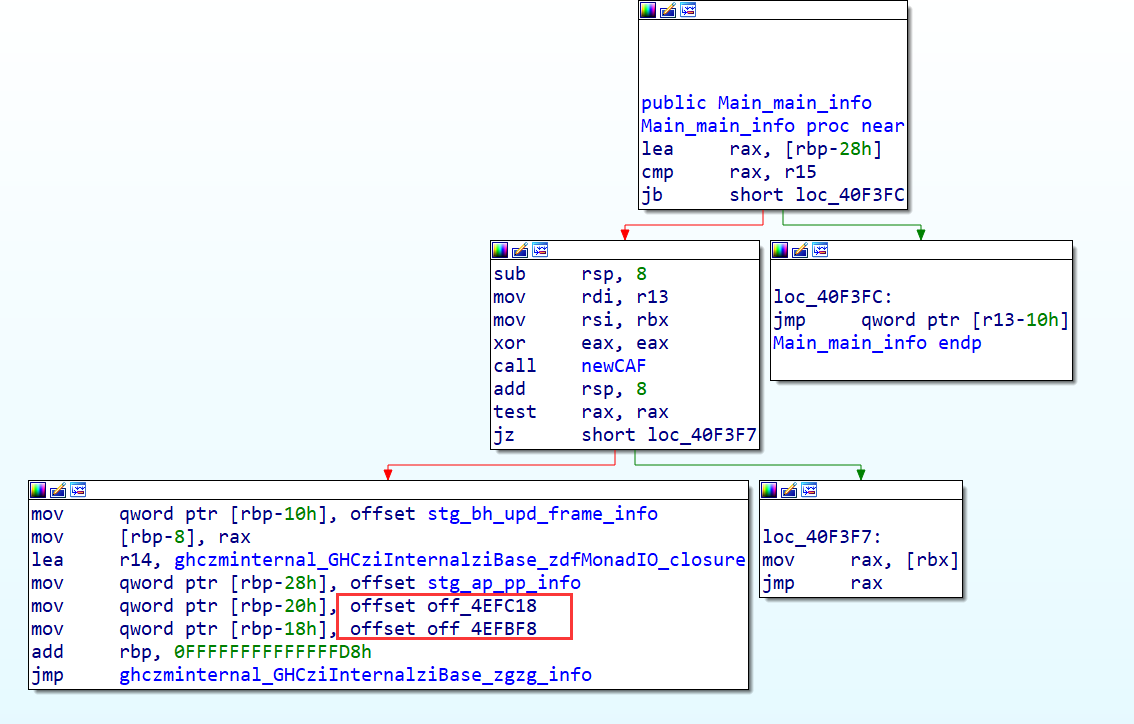 public Main_main_info
Main_main_info proc near
lea rax, [rbp-28h]
cmp rax, r15
jb short loc_40F3FC
sub rsp, 8
mov rdi, r13
mov rsi, rbx
xor eax, eax
call newCAF
add rsp, 8
test rax, rax
jz short loc_40F3F7
loc_40F3FC:
jmp qword ptr [r13-10h]
Main_main_info endp
mov qword ptr [rbp-10h], offset stg_bh_upd_frame_info
mov [rbp-8], rax
lea r14, ghczminternal_GHCziInternalziBase_zdfMonadIO_closure
mov qword ptr [rbp-28h], offset stg_ap_pp_info
mov qword ptr [rbp-20h], offset off_4EFC18
mov qword ptr [rbp-18h], offset off_4EFBF8
add rbp, 0FFFFFFFFFFFFFFD8h
jmp ghczminternal_GHCziInternalziBase_zgzg_info
loc_40F3F7:
mov rax, [rbx]
jmp rax